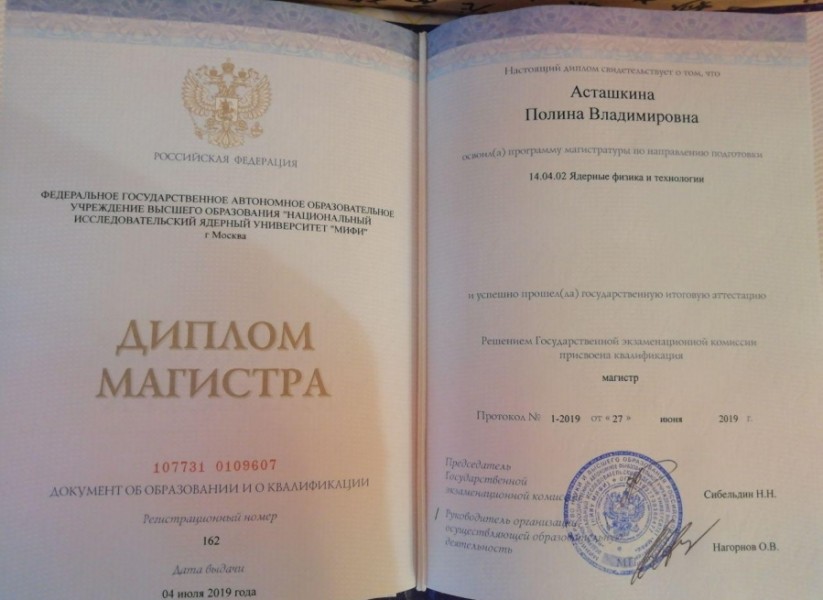 РОССИЙСКАЯ ФЕДЕРАЦИЯ
ФЕДЕРАЛЬНОЕ ГОСУДАРСТВЕННОЕ АВТОНОМНОЕ ОБРАЗОВАТЕЛЬНОЕ
УЧРЕЖДЕНИЕ ВЫСШЕГО ОБРАЗОВАНИЯ "НАЦИОНАЛЬНЫЙ
ИССЛЕДОВАТЕЛЬСКИЙ ЯДЕРНЫЙ УНИВЕРСИТЕТ "МИФИ"
г Москва
ДИПЛОМ
МАГИСТРА
107731 0109607
ДОКУМЕНТ ОБ ОБРАЗОВАНИИ И О КВАЛИФИКАЦИИ
Регистрационный номер
162
Дата выдачи
04 июля 2019 года
Настоящий диплом свидетельствует о том, что
Асташкина
Полина Владимировна
освоил(а) программу магистратуры по направлению подготовки
14.04.02 Ядерные физика и технологии
и успешно прошел(ла) государственную итоговую аттестацию
Решением Государственной экзаменационной комиссии
присвоена квалификация
магистр
Протокол № 1-2019 от « 27 » июня 2019 г.
Председатель
Государственной
экзаменационной комиссии
Сибельдин Н.Н.
/ Руководитель организации,
осуществляющей образовательную
деятельность
Нагорнов О.В.